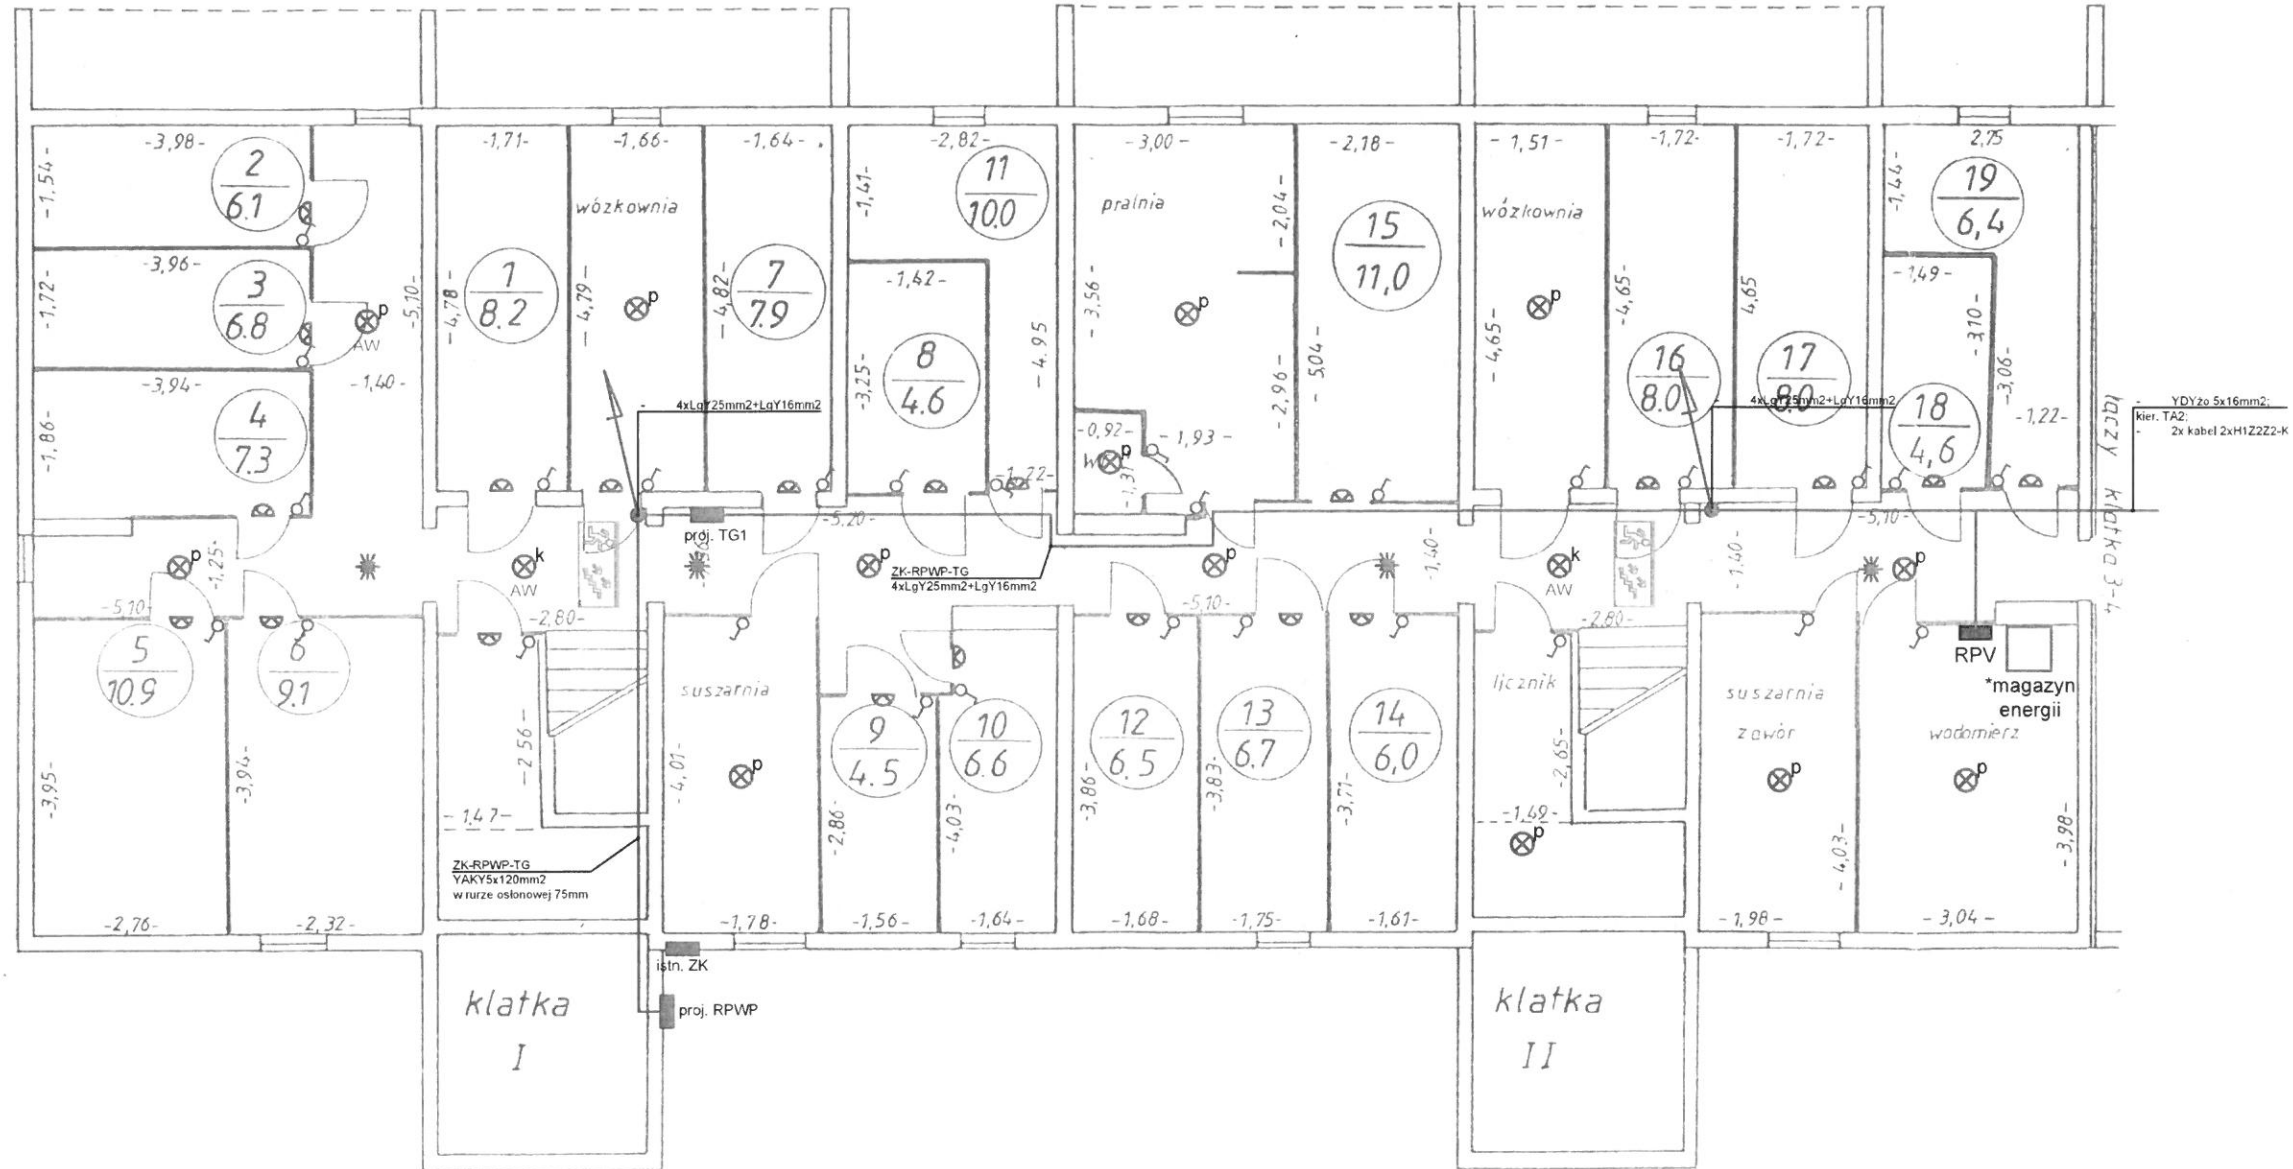 -3,98-
-1,54-
2
6.1
-3,96-
-1,72-
3
6.8
p
AW
-5,10-
-3,94-
-1,40-
-1,86-
4
7.3
-1,71-
-4,78-
1
8.2
-1,66-
wózkownia
-4,79-
p
-1,64-
-4,82-
7
7.9
4xLgY25mm2+LgY16mm2
-2,82-
-1,41-
11
10.0
-1,42-
-3,25-
8
4.6
-4.95
-1,22-
-3,00-
pralnia
-3,56-
p
-2,04-
-2,96-
-0,92-
-1,93-
p
-2,18-
15
11,0
5,04-
-1,51-
wózkownia
p
-4,65-
-1,72-
-4,65-
16
8.0
-1,72-
4,65
17
8.0
4xLgY25mm2+LgY16mm2
2,75
-1,44-
19
6,4
-1,49-
-3,10-
-3,06-
18
4,6
-1,22-
łączy klatka 3-4
YDYżo 5x16mm2;
kier. TA2;
2x kabel 2xH1Z2Z2-K
p
-1,25-
-5,10
k
AW
-2,80-
proj. TG1
-5,20-
p
ZK-RPWP-TG
4xLgY25mm2+LgY16mm2
p
-5,10-
-1,40-
k
AW
-2,80-
-1,40-
-5,10-
p
5
10.9
-3,95-
-2,76-
6
9.1
-3,94-
-2,32-
-2,56-
-1,47-
ZK-RPWP-TG
YAKY5x120mm2
w rurze osłonowej 75mm
suszarnia
-4,01-
p
-1,78-
9
4.5
-2,86-
-1,56-
10
6.6
-4,03-
-1,64-
12
6.5
-3,86-
-1,68-
13
6.7
-3,83-
-1,75-
14
6,0
-3,71-
-1,61-
licznik
-2,65-
-1,49-
p
suszarnia
zawór
p
-4,03-
-1,98-
RPV
*magazyn
energii
wodomierz
p
-3,98-
-3,04-
istn. ZK
proj. RPWP
klatka
I
klatka
II